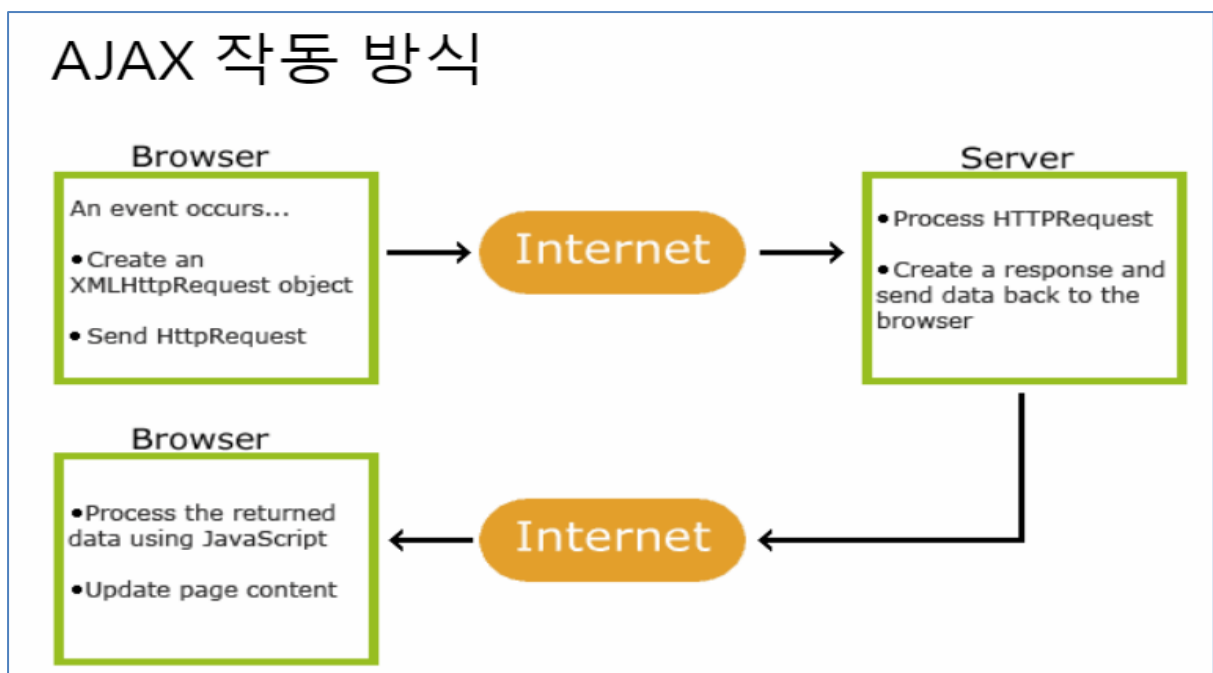 AJAX 작동 방식
Browser
An event occurs...
•Create an
XMLHttpRequest object
• Send HttpRequest
Internet
Server
•Process HTTPRequest
•Create a response and
send data back to the
browser
Browser
•Process the returned
data using JavaScript
•Update page content
Internet